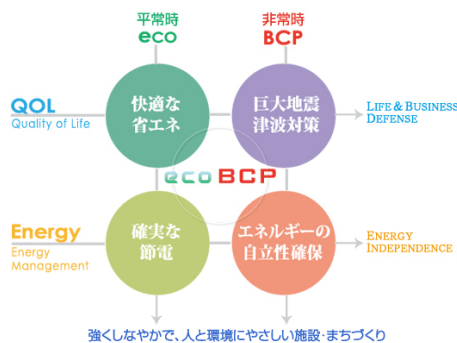 平常時
eco
非常時
BCP
QOL
Quality of Life
快適な
省エネ
巨大地震
津波対策
LIFE & BUSINESS
DEFENSE
eco BCP
Energy
Energy
Management
確実な
節電
エネルギーの
自立性確保
ENERGY
INDEPENDENCE
強くしなやかで、人と環境にやさしい施設・まちづくり